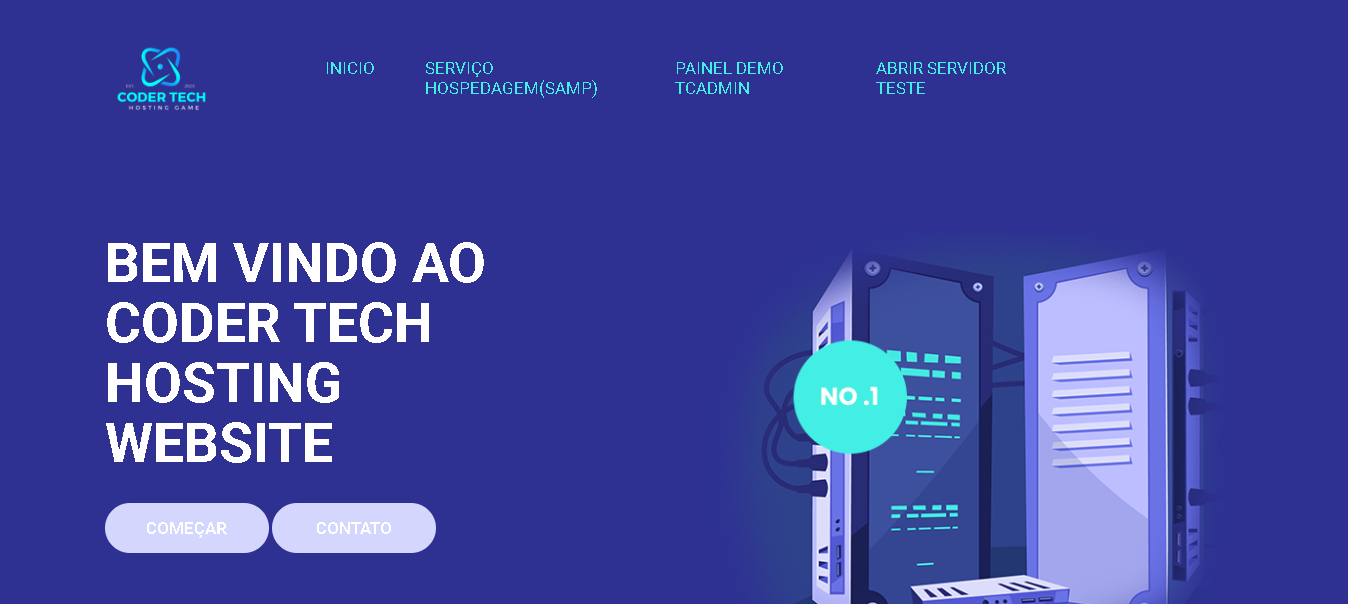 CODER TECH
HOSTING GAME
INICIO
SERVIÇO
HOSPEDAGEM(SAMP)
PAINEL DEMO
TCADMIN
ABRIR SERVIDOR
TESTE
BEM VINDO AO
CODER TECH
HOSTING
WEBSITE
NO .1
COMEÇAR
CONTATO